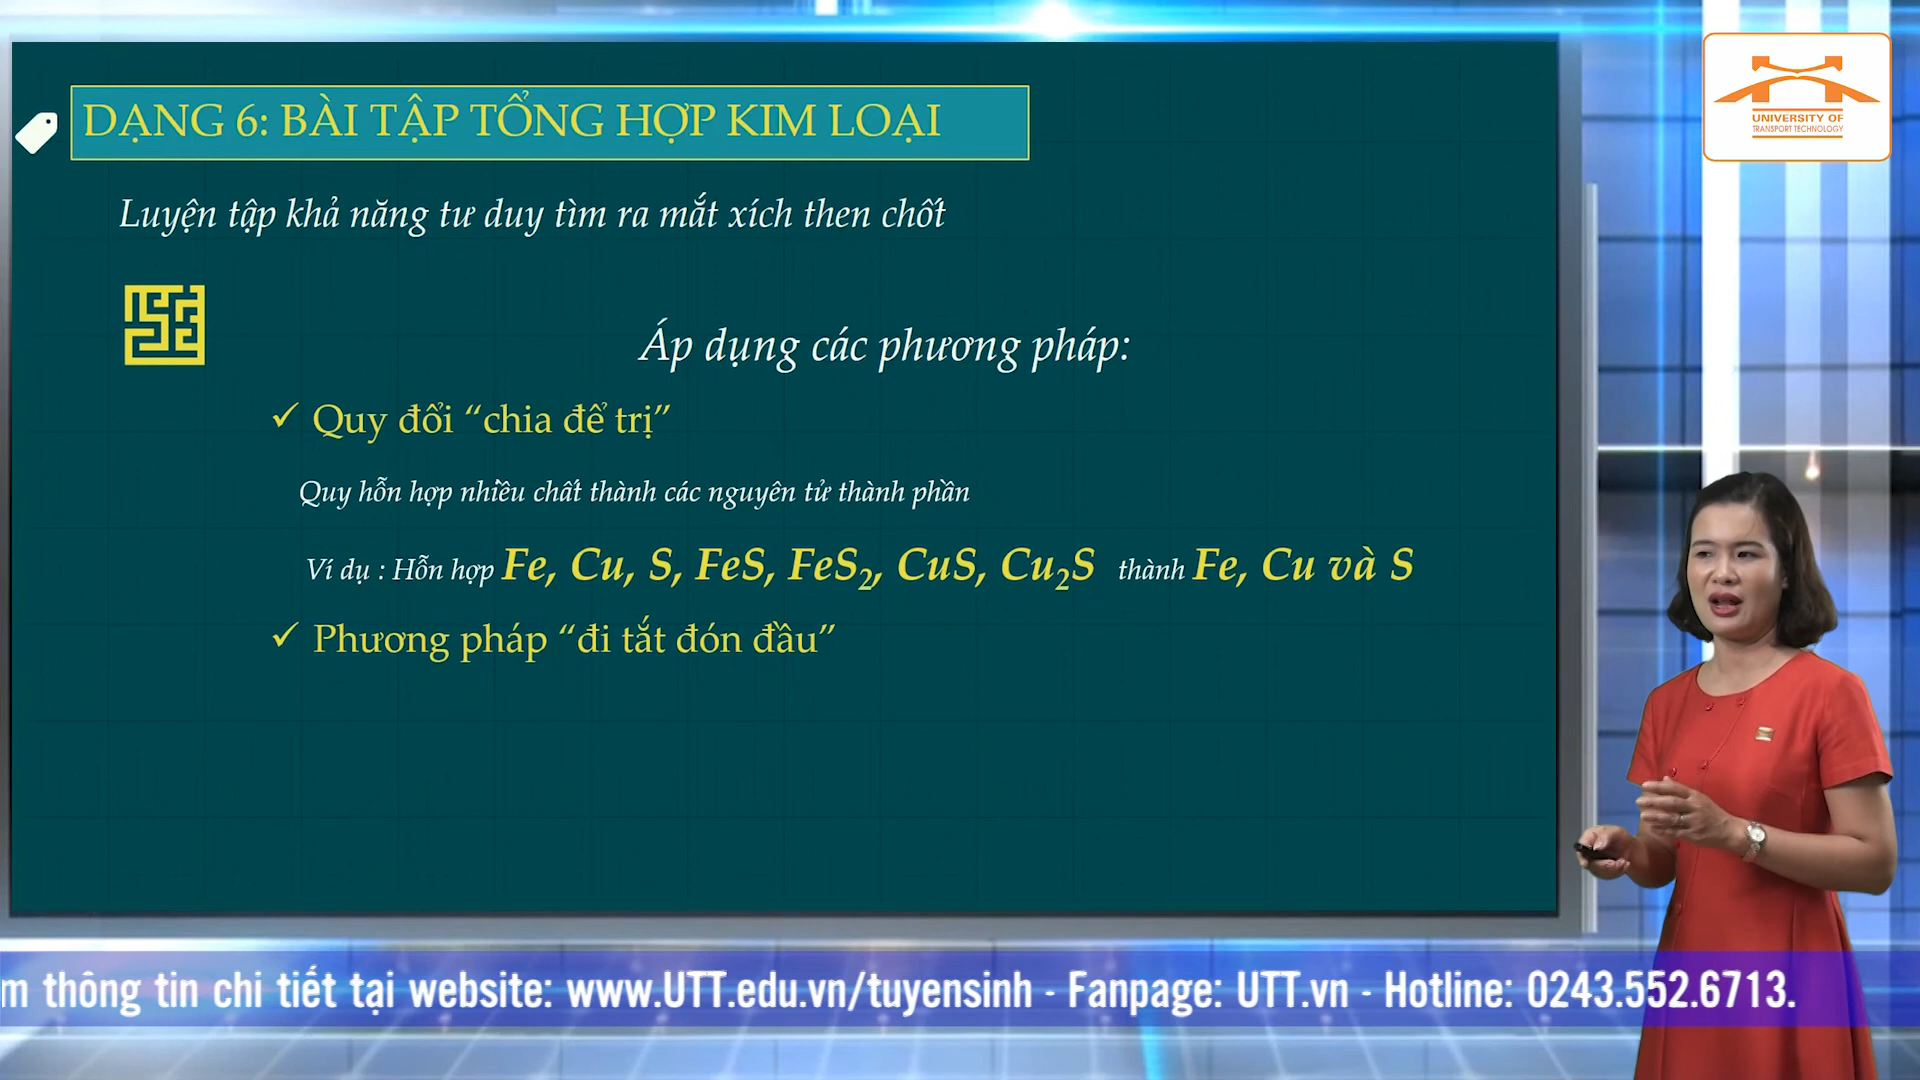 DẠNG 6: BÀI TẬP TỔNG HỢP KIM LOẠI
UNIVERSITY OF
TRANSPORT TECHNOLOGY
Luyện tập khả năng tư duy tìm ra mắt xích then chốt
Áp dụng các phương pháp:
✓ Quy đổi “chia để trị”
Quy hỗn hợp nhiều chất thành các nguyên tử thành phần
Ví dụ : Hỗn hợp Fe, Cu, S, FeS, FeS₂, CuS, Cu₂S thành Fe, Cu và S
✓ Phương pháp “đi tắt đón đầu”
m thông tin chi tiết tại website: www.UTT.edu.vn/tuyensinh - Fanpage: UTT.vn - Hotline: 0243.552.6713.